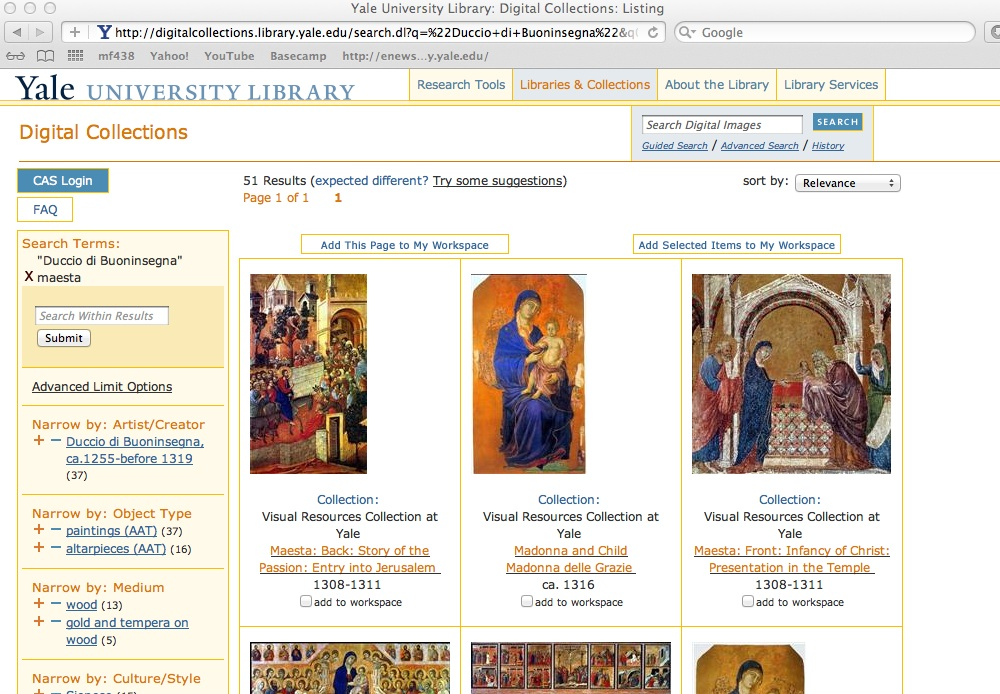 Yale University Library: Digital Collections: Listing
http://digitalcollections.library.yale.edu/search.dl?q=%22Duccio+di+Buoninsegna%22&q
Google
mf438 Yahoo! YouTube Basecamp http://enews...y.yale.edu/
Yale UNIVERSITY LIBRARY
Research Tools Libraries & Collections About the Library Library Services
Digital Collections
Search Digital Images SEARCH
Guided Search / Advanced Search / History
CAS Login
FAQ
51 Results (expected different? Try some suggestions)
Page 1 of 1 1
sort by: Relevance
Search Terms:
"Duccio di Buoninsegna"
X maesta
Search Within Results
Submit
Advanced Limit Options
Narrow by: Artist/Creator
+ − Duccio di Buoninsegna,
ca.1255-before 1319
(37)
Narrow by: Object Type
+ − paintings (AAT) (37)
+ − altarpieces (AAT) (16)
Narrow by: Medium
+ − wood (13)
+ − gold and tempera on
wood (5)
Narrow by: Culture/Style
Add This Page to My Workspace
Add Selected Items to My Workspace
Collection:
Visual Resources Collection at
Yale
Maesta: Back: Story of the
Passion: Entry into Jerusalem
1308-1311
add to workspace
Collection:
Visual Resources Collection at
Yale
Madonna and Child
Madonna delle Grazie
ca. 1316
add to workspace
Collection:
Visual Resources Collection at
Yale
Maesta: Front: Infancy of Christ:
Presentation in the Temple
1308-1311
add to workspace